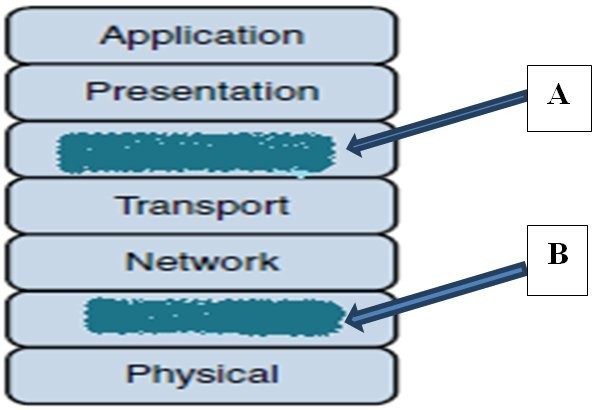 Application
Presentation
A
Transport
Network
B
Physical